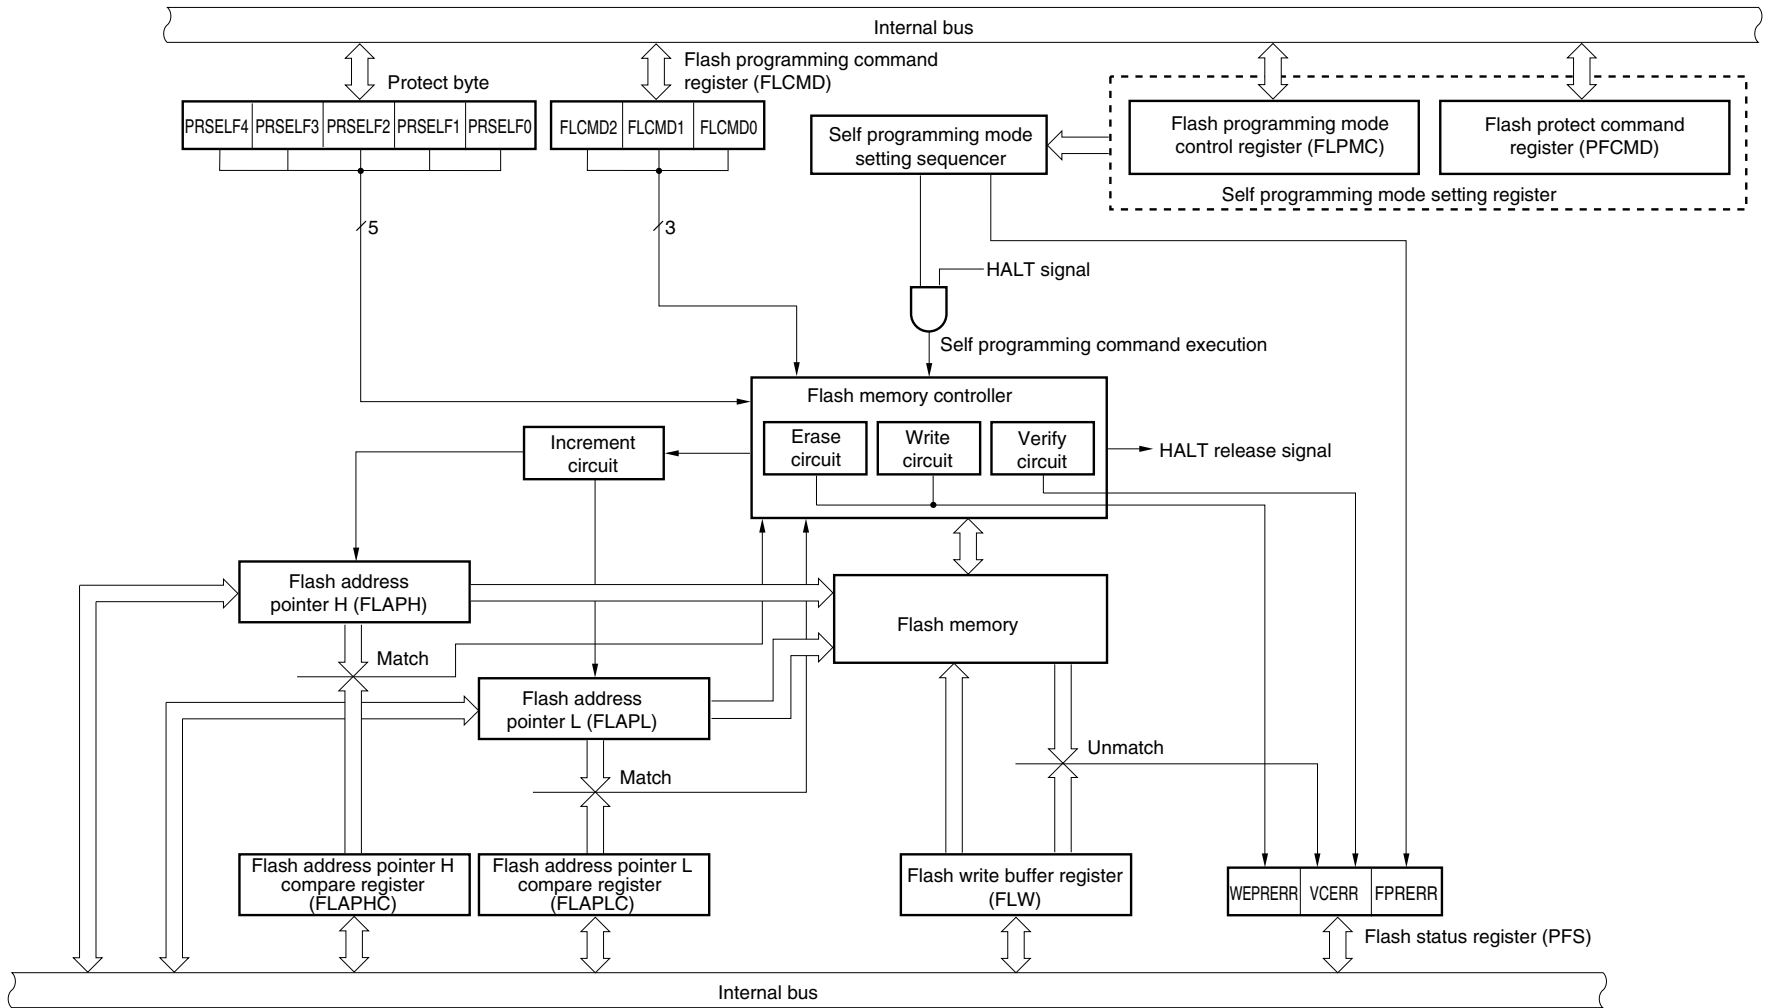 Internal bus
Protect byte
Flash programming command
register (FLCMD)
PRSELF4 PRSELF3 PRSELF2 PRSELF1 PRSELF0
FLCMD2 FLCMD1 FLCMD0
Self programming mode
setting sequencer
Flash programming mode
control register (FLPMC)
Flash protect command
register (PFCMD)
Self programming mode setting register
5
3
HALT signal
Self programming command execution
Flash memory controller
Erase
circuit
Write
circuit
Verify
circuit
HALT release signal
Increment
circuit
Flash address
pointer H (FLAPH)
Match
Flash memory
Flash address
pointer L (FLAPL)
Match
Unmatch
Flash address pointer H
compare register
(FLAPHC)
Flash address pointer L
compare register
(FLAPLC)
Flash write buffer register
(FLW)
WEPRERR VCERR FPRERR
Flash status register (PFS)
Internal bus